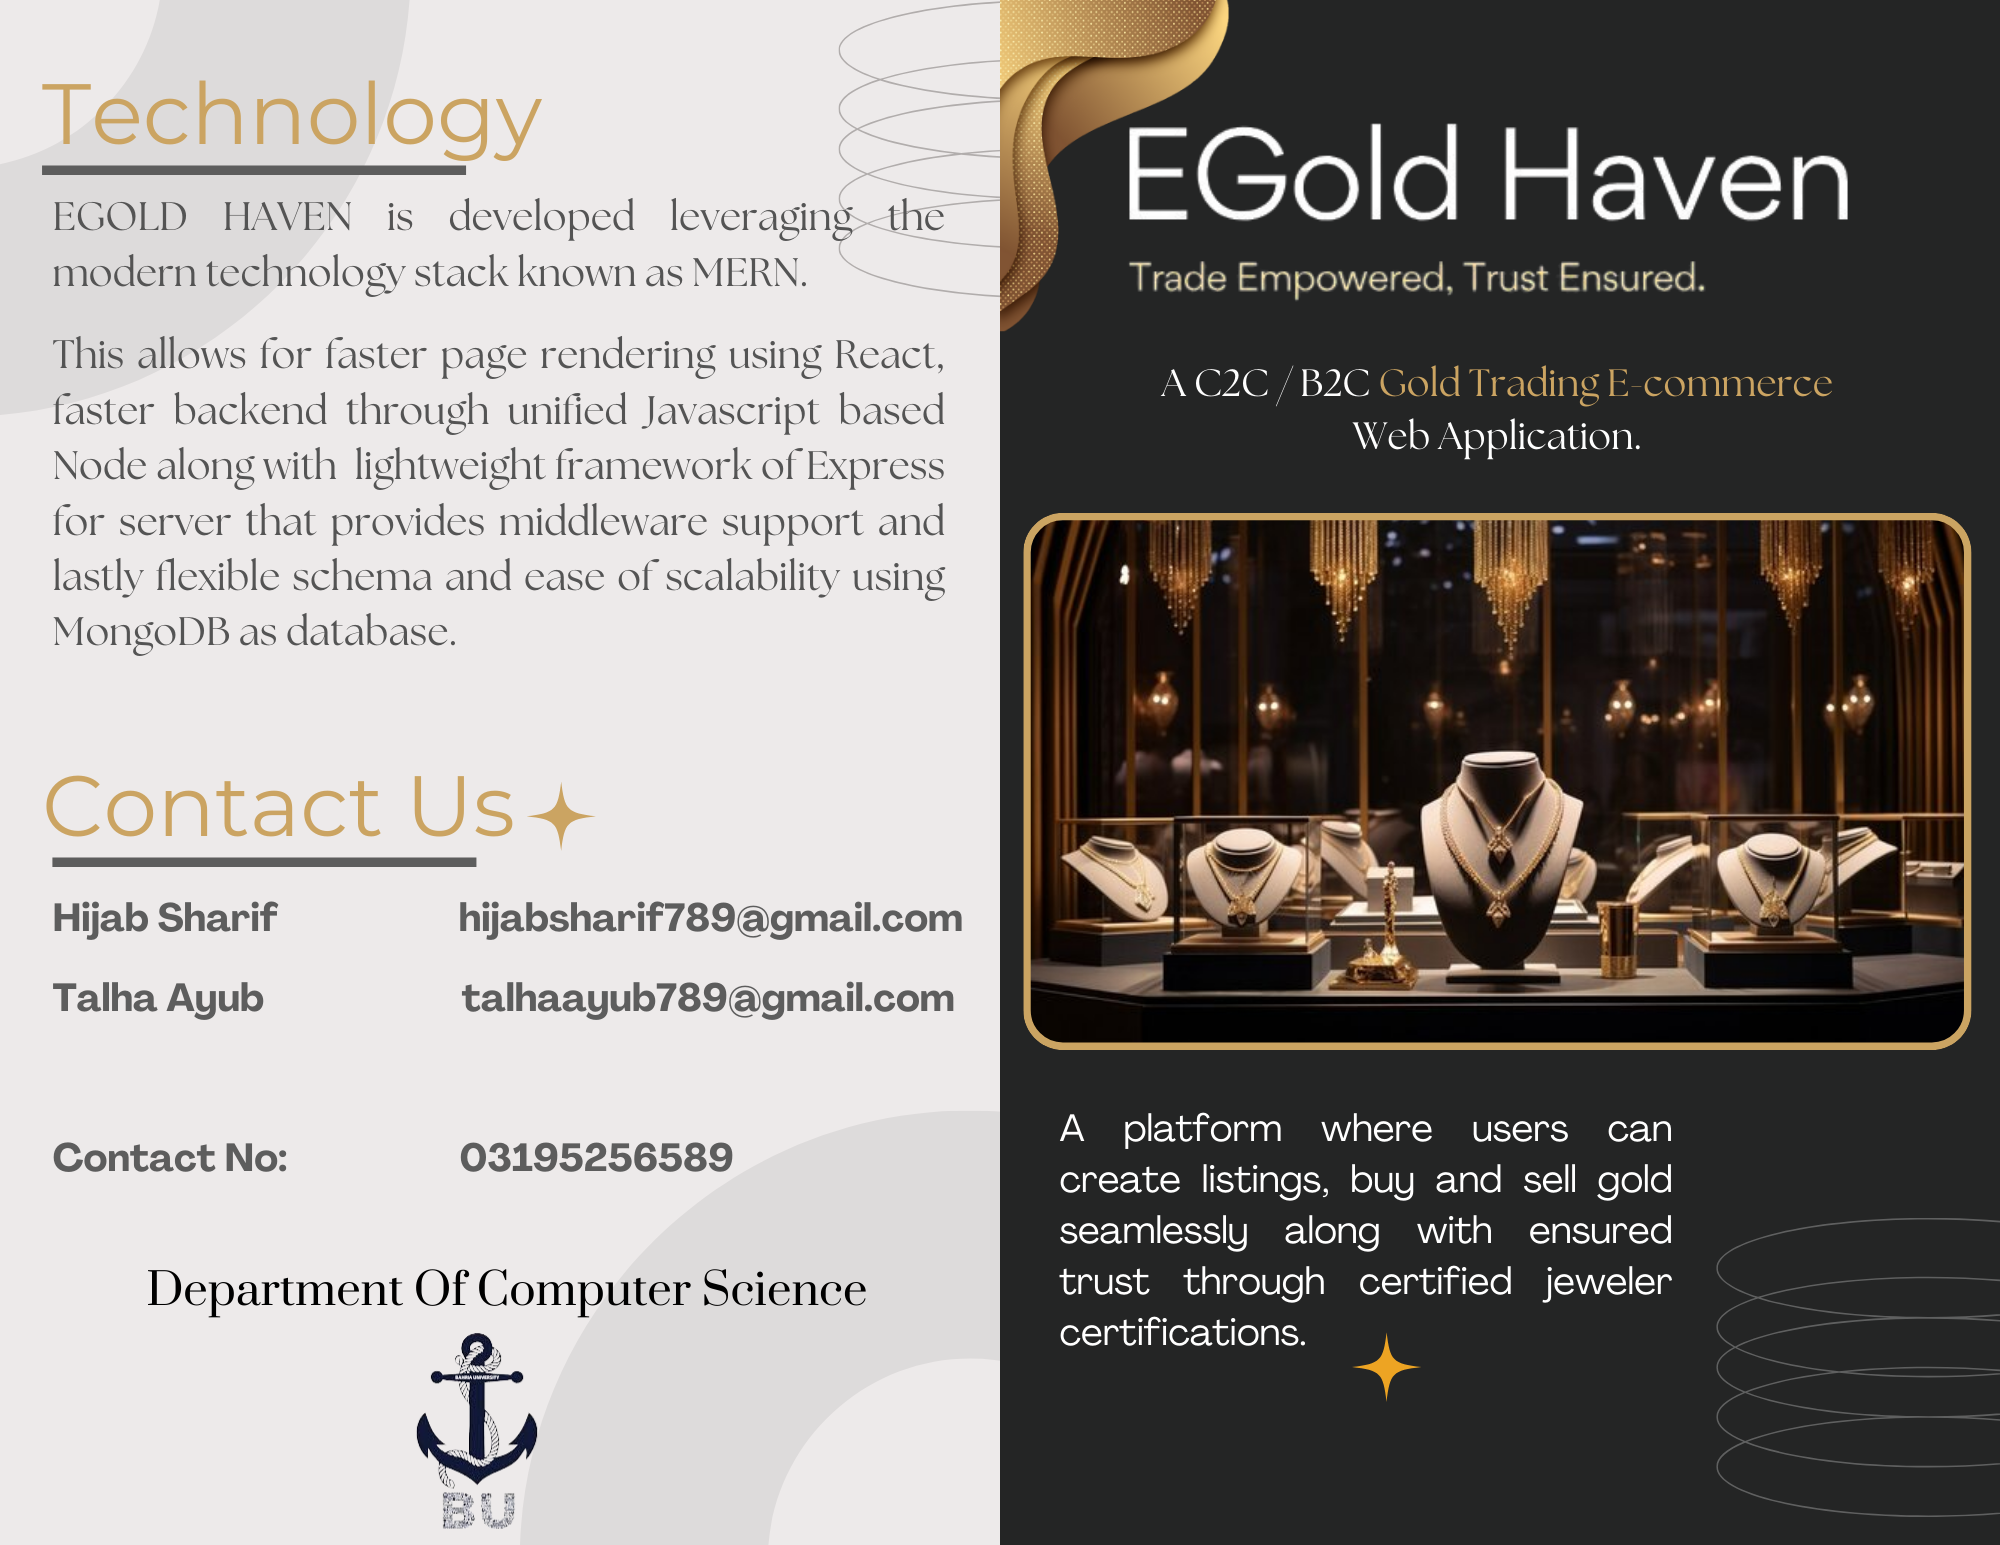 Technology
EGOLD HAVEN is developed leveraging the
modern technology stack known as MERN.
This allows for faster page rendering using React,
faster backend through unified Javascript based
Node along with lightweight framework of Express
for server that provides middleware support and
lastly flexible schema and ease of scalability using
MongoDB as database.
Contact Us
Hijab Sharif hijabsharif789@gmail.com
Talha Ayub talhaayub789@gmail.com
Contact No: 03195256589
Department Of Computer Science
BAHRIA UNIVERSITY
BU
EGold Haven
Trade Empowered, Trust Ensured.
A C2C / B2C Gold Trading E-commerce
Web Application.
A platform where users can
create listings, buy and sell gold
seamlessly along with ensured
trust through certified jeweler
certifications.